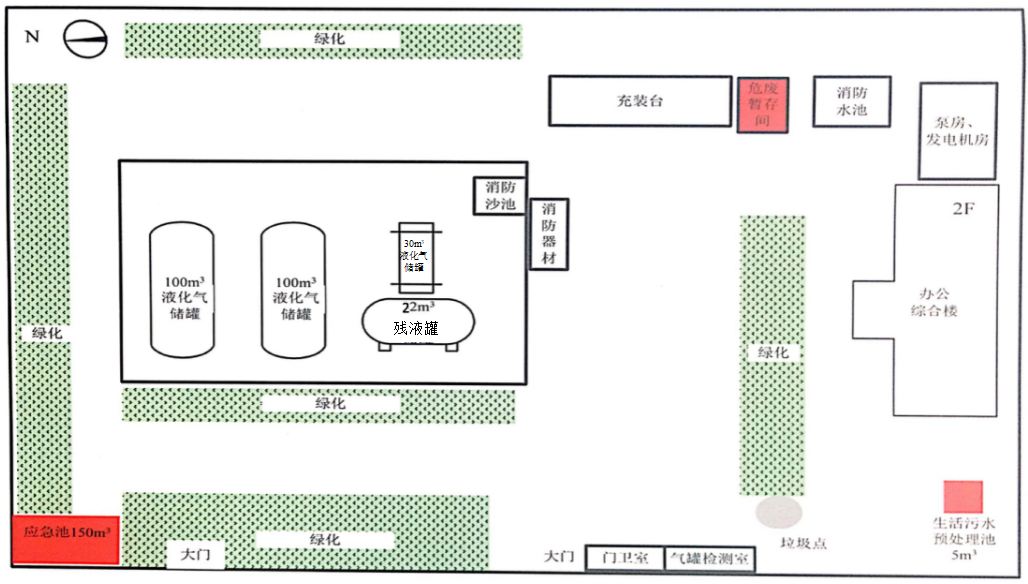 N
绿化
充装台
危废
暂存
间
消防
水池
泵房、
发电机房
消防
沙池
消
防
器
材
2F
30m³
液化气
储罐
100m³
液化气
储罐
100m³
液化气
储罐
22m³
残液罐
办公
综合楼
绿化
绿化
绿化
应急池150m³
大门
绿化
大门
门卫室
气罐检测室
垃圾点
生活污水
预处理池
5m³